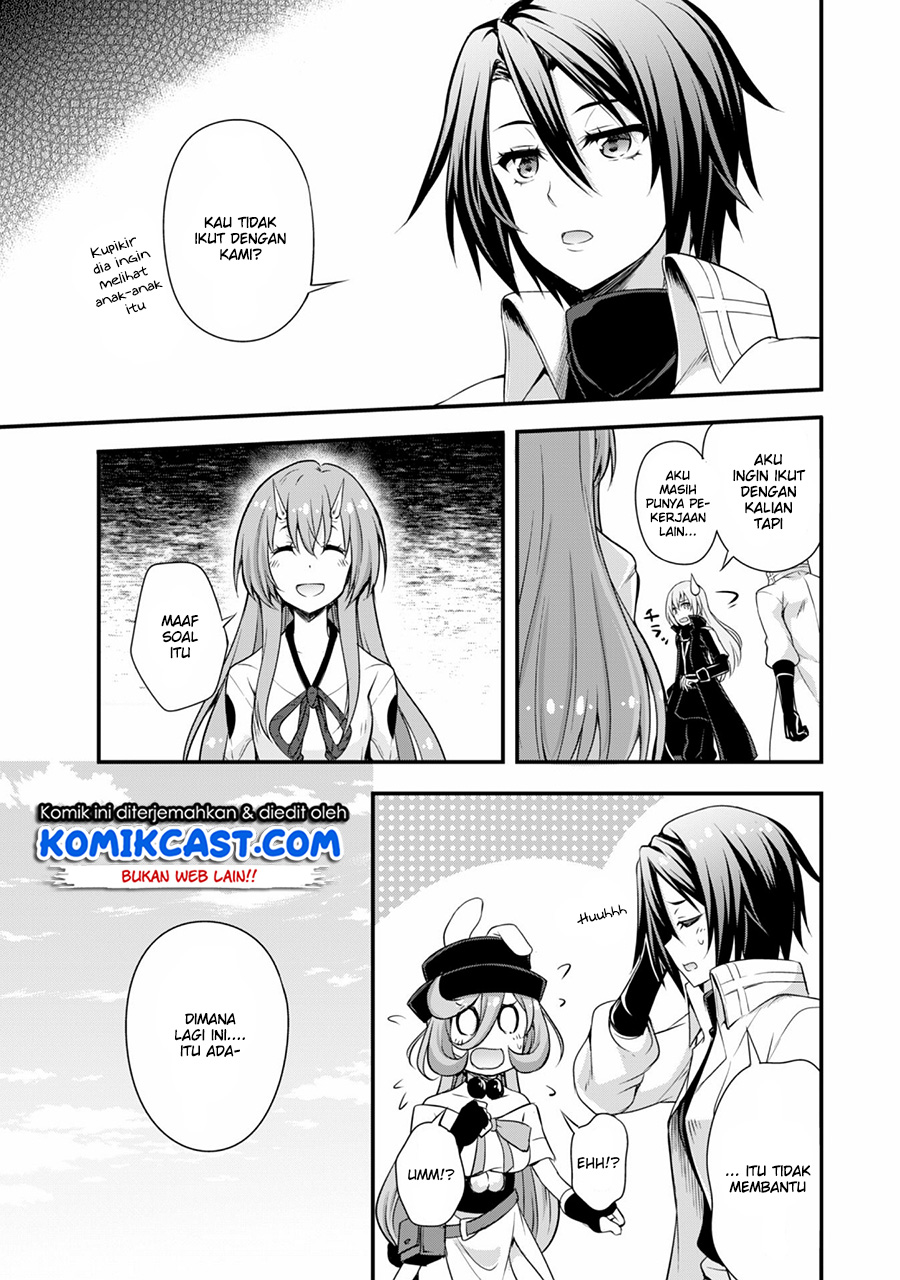 KAU TIDAK
IKUT DENGAN
KAMI?
Kupikir
dia ingin
melihat
anak-anak
itu
AKU
INGIN IKUT
DENGAN
KALIAN
TAPI
AKU
MASIH
PUNYA PE-
KERJAAN
LAIN...
チラッ
MAAF
SOAL
ITU
Huuhhh
... ITU TIDAK
MEMBANTU
EHH!?
UMM!?
Komik ini diterjemahkan & diedit oleh
KOMIKCAST.COM
BUKAN WEB LAIN!!
DIMANA
LAGI INI....
ITU ADA-